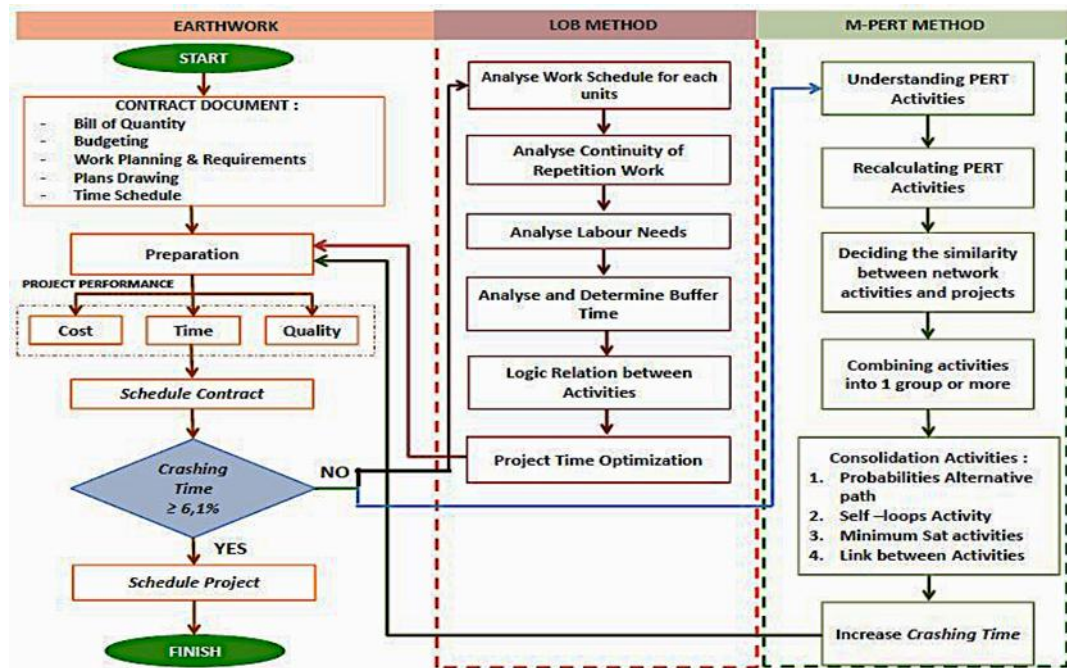 EARTHWORK
START
CONTRACT DOCUMENT :
- Bill of Quantity
- Budgeting
- Work Planning & Requirements
- Plans Drawing
- Time Schedule
Preparation
PROJECT PERFORMANCE
Cost
Time
Quality
Schedule Contract
Crashing
Time
≥ 6,1%
NO
YES
Schedule Project
FINISH
LOB METHOD
Analyse Work Schedule for each
units
Analyse Continuity of
Repetition Work
Analyse Labour Needs
Analyse and Determine Buffer
Time
Logic Relation between
Activities
Project Time Optimization
M-PERT METHOD
Understanding PERT
Activities
Recalculating PERT
Activities
Deciding the similarity
between network
activities and projects
Combining activities
into 1 group or more
Consolidation Activities :
1. Probabilities Alternative
path
2. Self –loops Activity
3. Minimum Sat activities
4. Link between Activities
Increase Crashing Time